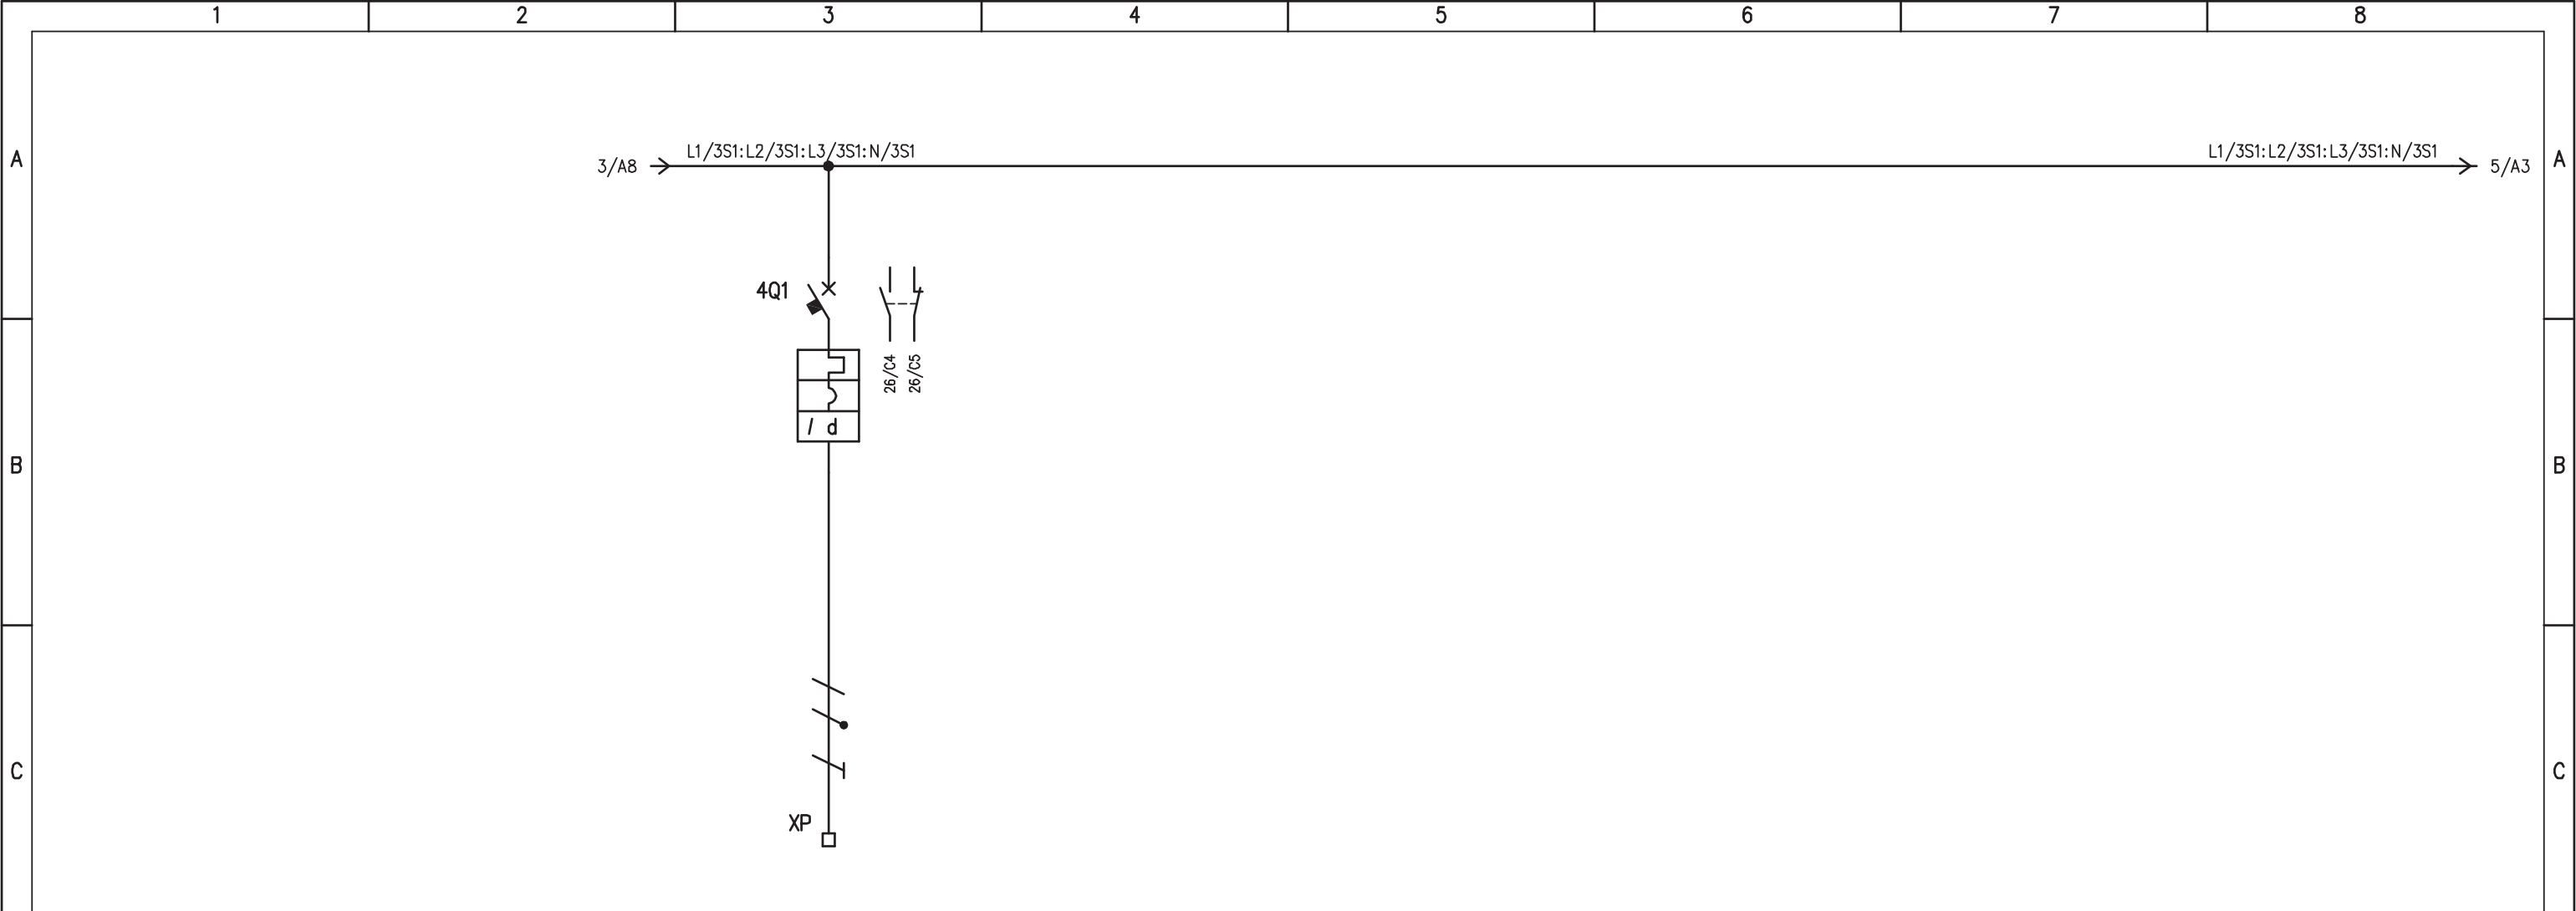 1 2 3 4 5 6 7 8
A A
L1/3S1:L2/3S1:L3/3S1:N/3S1 L1/3S1:L2/3S1:L3/3S1:N/3S1
3/A8 5/A3
4Q1
26/C4
26/C5
I d
B B
C C
XP